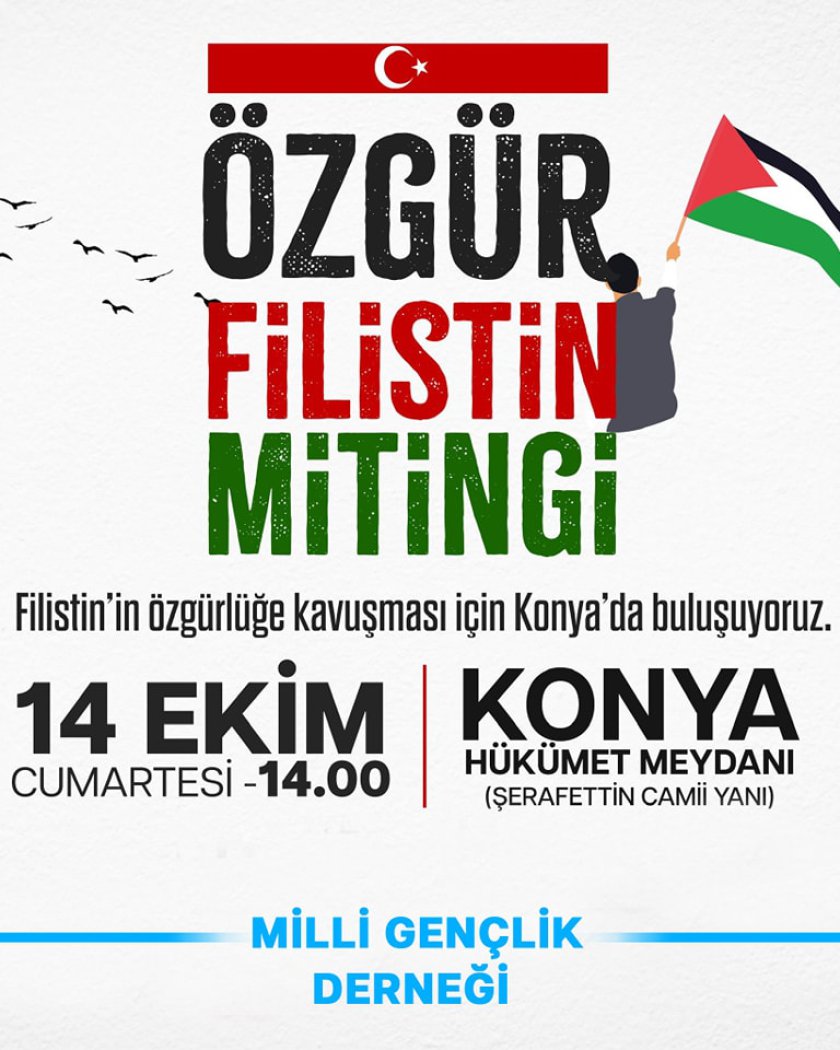 ÖZGÜR
FİLİSTİN
MİTİNGİ
Filistin’in özgürlüğe kavuşması için Konya’da buluşuyoruz.
14 EKİM
CUMARTESİ -14.00
KONYA
HÜKÜMET MEYDANI
(ŞERAFETTİN CAMİİ YANI)
MİLLİ GENÇLİK
DERNEĞİ